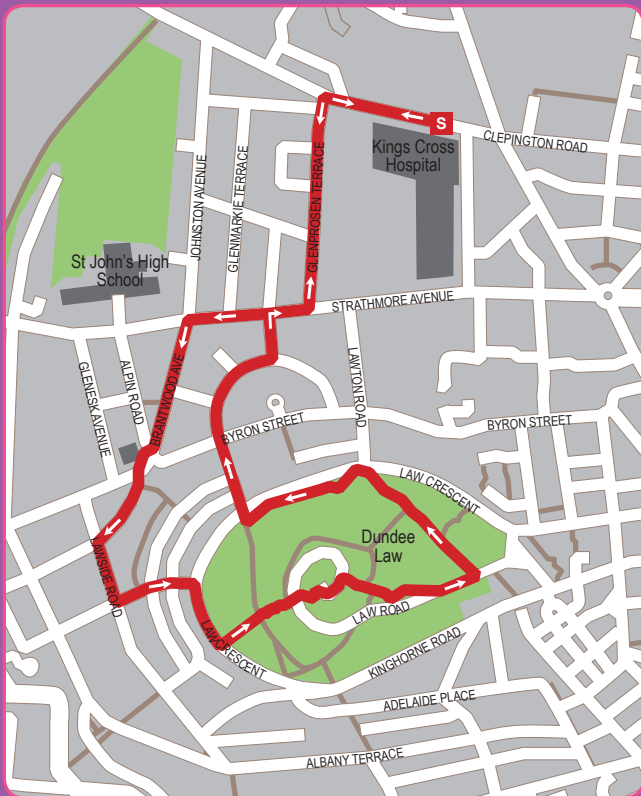 S
CLEPINGTON ROAD
Kings Cross
Hospital
JOHNSTON AVENUE
GLENMARKIE TERRACE
GLENPROSEN TERRACE
St John's High
School
STRATHMORE AVENUE
GLENESK AVENUE
ALPIN ROAD
BRANTWOOD AVE
LAWTON ROAD
BYRON STREET
BYRON STREET
LAW CRESCENT
Dundee
Law
LAWSIDE ROAD
LAW ROAD
LAW CRESCENT
KINGHORNE ROAD
ADELAIDE PLACE
ALBANY TERRACE